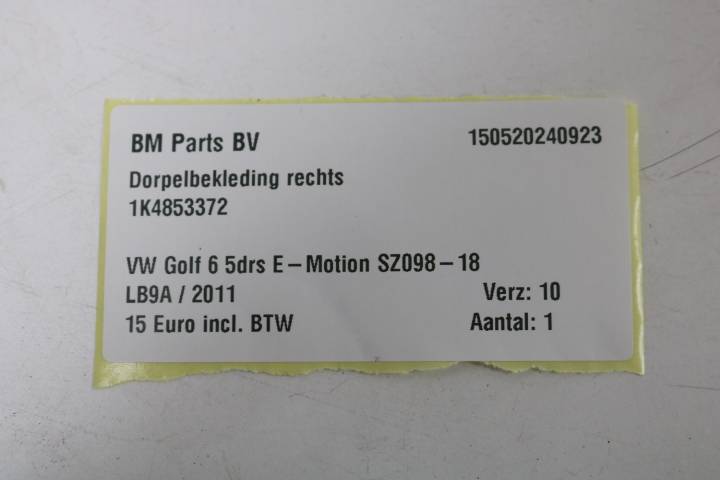 BM Parts BV 150520240923
Dorpelbekleding rechts
1K4853372
VW Golf 6 5drs E-Motion SZ098-18
LB9A / 2011 Verz: 10
15 Euro incl. BTW Aantal: 1